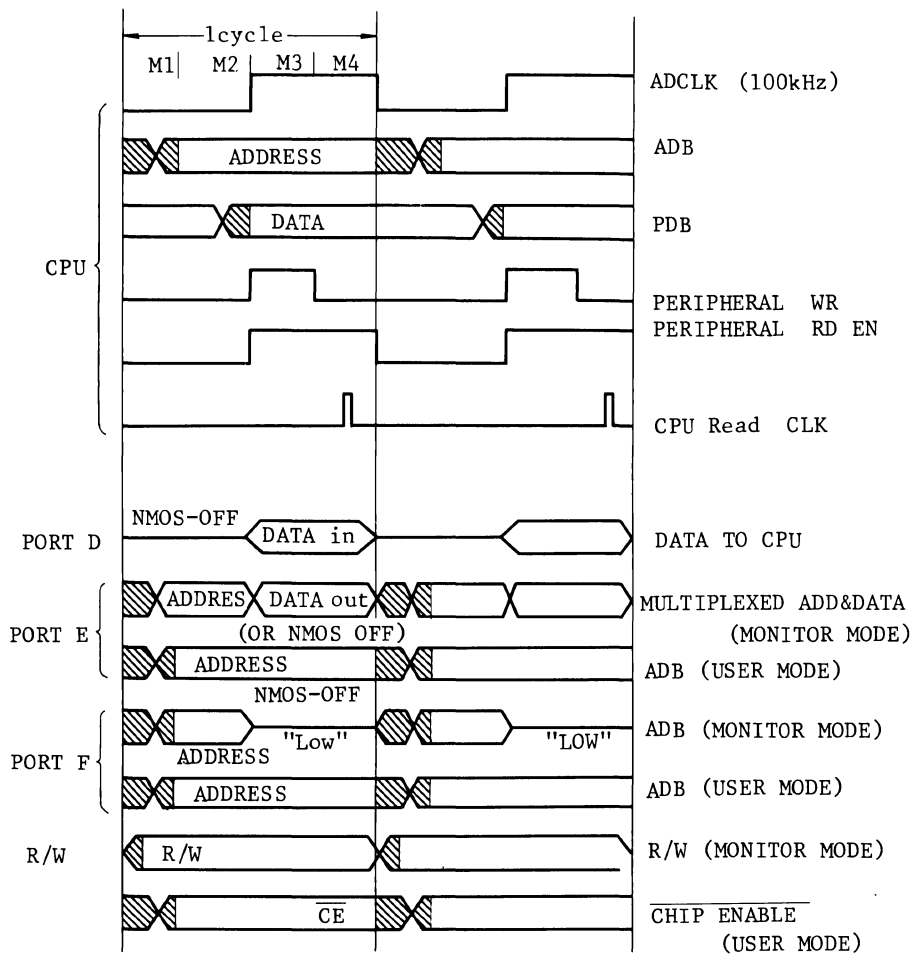 1cycle
M1 M2 M3 M4
ADCLK (100kHz)
ADDRESS
ADB
DATA
PDB
CPU
PERIPHERAL WR
PERIPHERAL RD EN
CPU Read CLK
NMOS-OFF
PORT D
DATA in
DATA TO CPU
ADDRES
DATA out
MULTIPLEXED ADD&DATA
(MONITOR MODE)
PORT E
(OR NMOS OFF)
ADDRESS
ADB (USER MODE)
NMOS-OFF
"Low"
"LOW"
ADB (MONITOR MODE)
ADDRESS
PORT F
ADDRESS
ADB (USER MODE)
R/W
R/W
R/W (MONITOR MODE)
CE
CHIP ENABLE
(USER MODE)